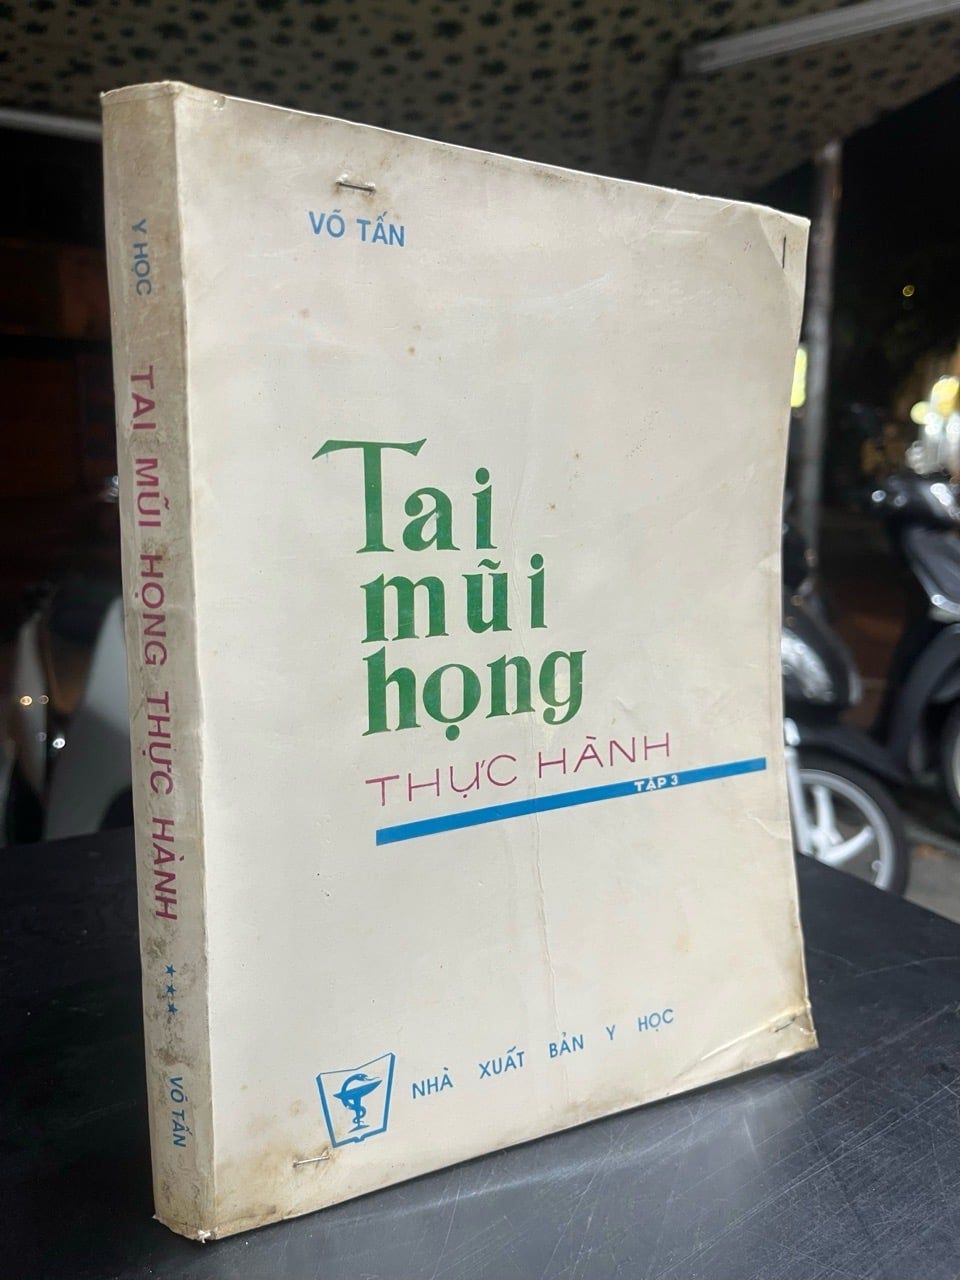 VÕ TẤN
Tai
mũi
họng
THỰC HÀNH
TẬP 3
NHÀ XUẤT BẢN Y HỌC
Y HỌC TAI MŨI HỌNG THỰC HÀNH *** VÕ TẤN